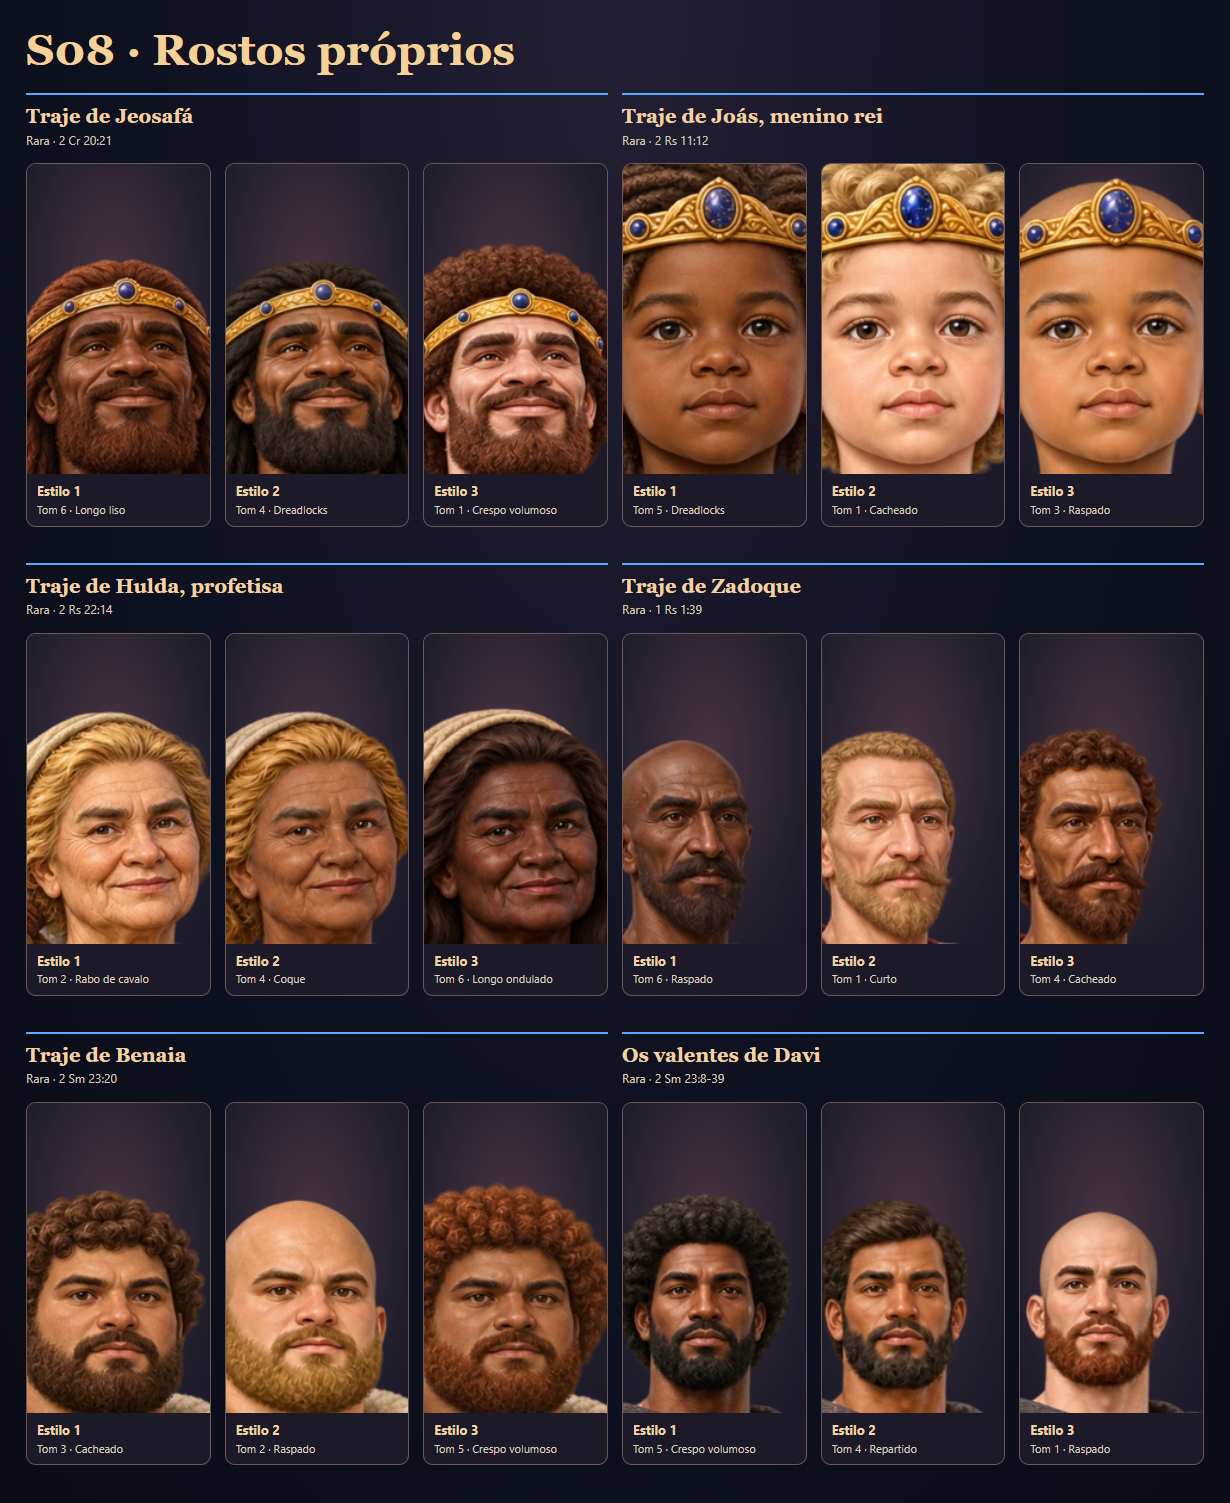 S08 · Rostos próprios
Traje de Jeosafá
Rara · 2 Cr 20:21
Estilo 1
Tom 6 · Longo liso
Estilo 2
Tom 4 · Dreadlocks
Estilo 3
Tom 1 · Crespo volumoso
Traje de Joás, menino rei
Rara · 2 Rs 11:12
Estilo 1
Tom 5 · Dreadlocks
Estilo 2
Tom 1 · Cacheado
Estilo 3
Tom 3 · Raspado
Traje de Hulda, profetisa
Rara · 2 Rs 22:14
Estilo 1
Tom 2 · Rabo de cavalo
Estilo 2
Tom 4 · Coque
Estilo 3
Tom 6 · Longo ondulado
Traje de Zadoque
Rara · 1 Rs 1:39
Estilo 1
Tom 6 · Raspado
Estilo 2
Tom 1 · Curto
Estilo 3
Tom 4 · Cacheado
Traje de Benaia
Rara · 2 Sm 23:20
Estilo 1
Tom 3 · Cacheado
Estilo 2
Tom 2 · Raspado
Estilo 3
Tom 5 · Crespo volumoso
Os valentes de Davi
Rara · 2 Sm 23:8-39
Estilo 1
Tom 5 · Crespo volumoso
Estilo 2
Tom 4 · Repartido
Estilo 3
Tom 1 · Raspado